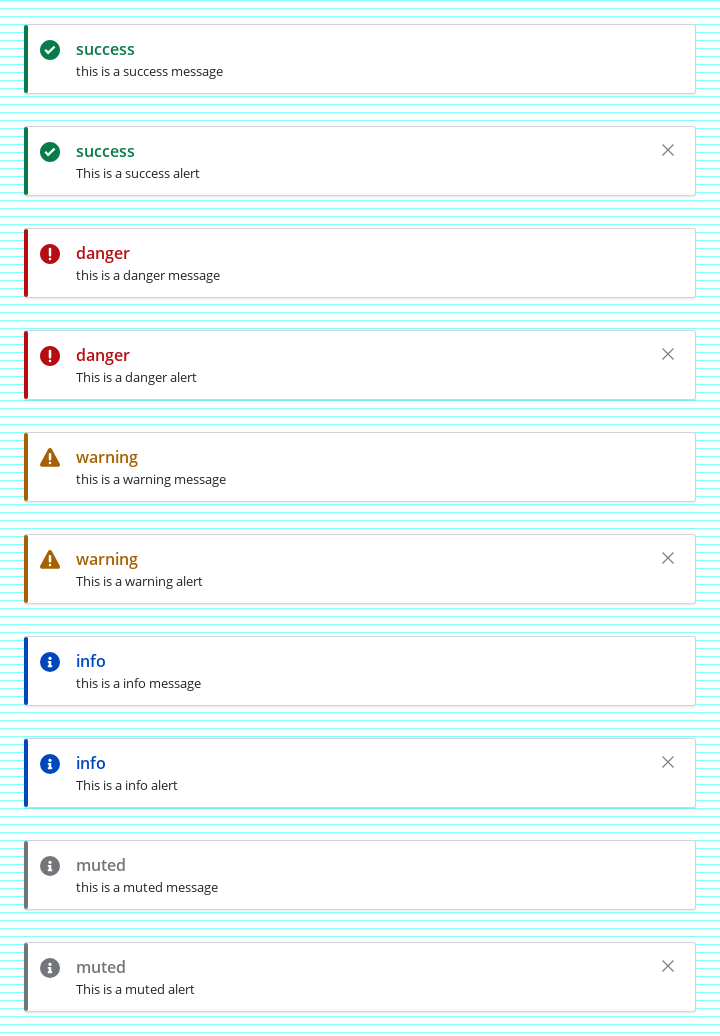 success
this is a success message
success
This is a success alert
danger
this is a danger message
danger
This is a danger alert
warning
this is a warning message
warning
This is a warning alert
info
this is a info message
info
This is a info alert
muted
this is a muted message
muted
This is a muted alert